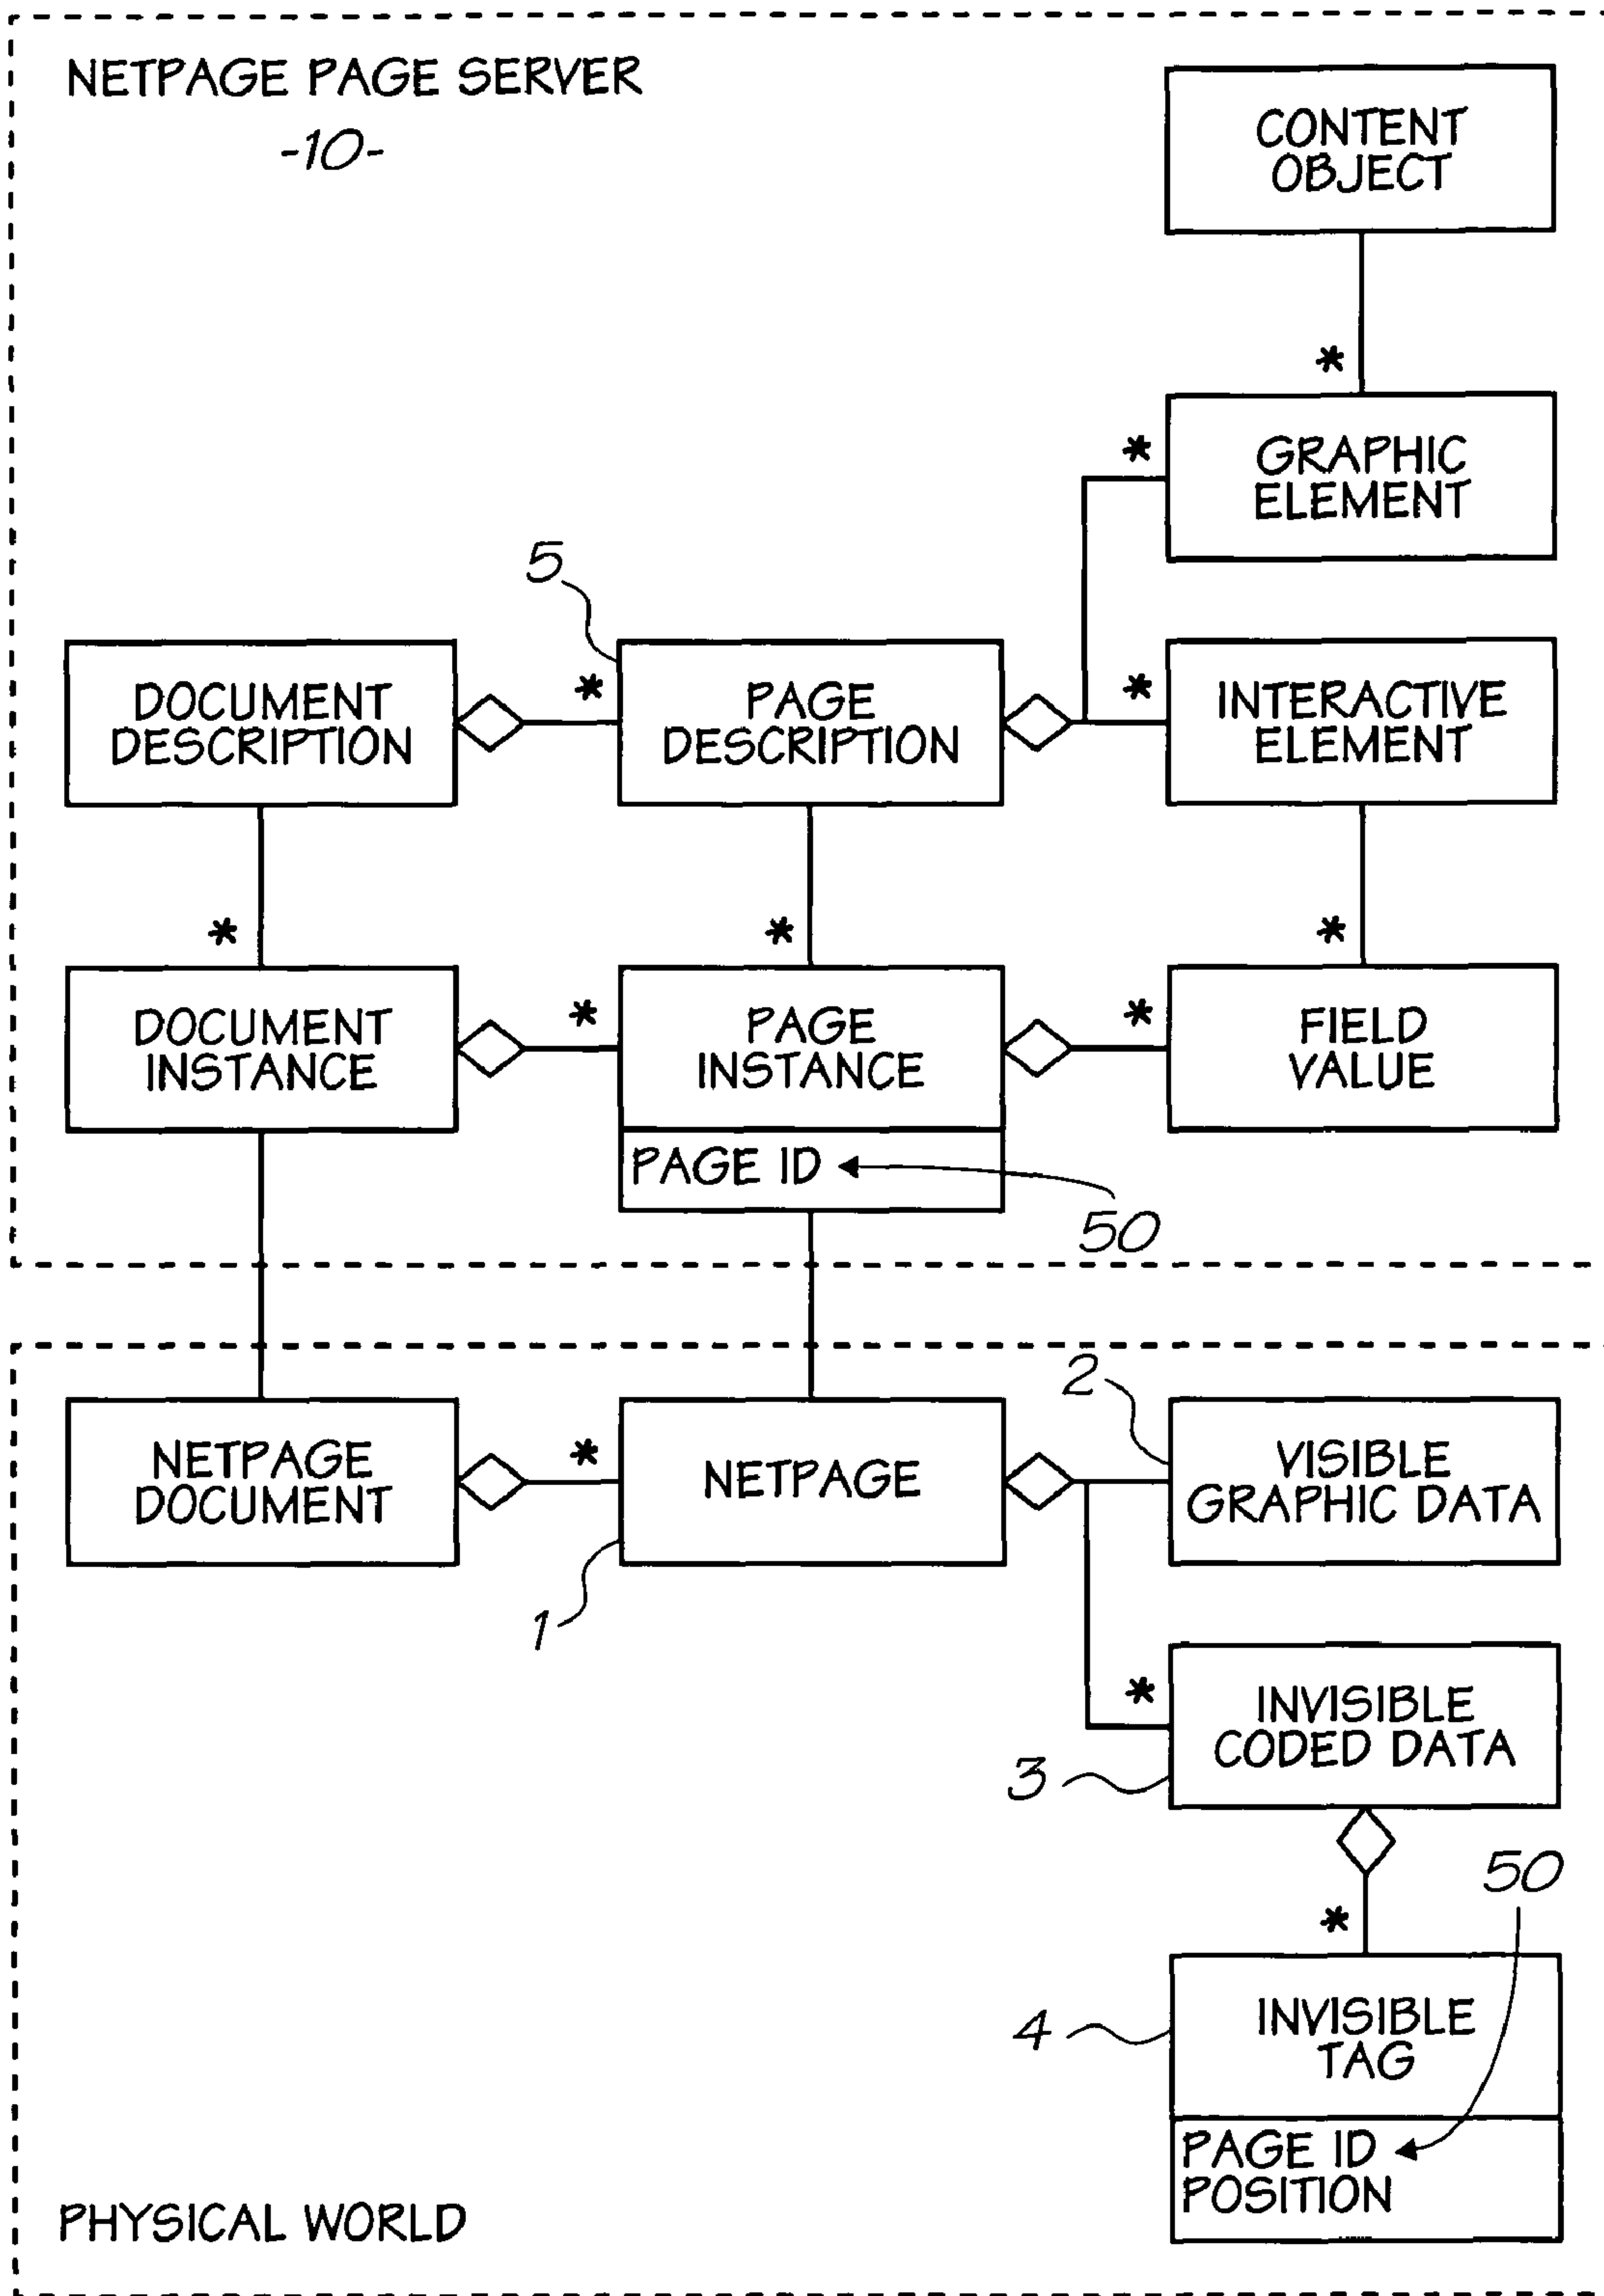 NETPAGE PAGE SERVER
-10-
CONTENT
OBJECT
*
*
GRAPHIC
ELEMENT
5
DOCUMENT
DESCRIPTION
*
PAGE
DESCRIPTION
*
INTERACTIVE
ELEMENT
*
*
*
DOCUMENT
INSTANCE
*
PAGE
INSTANCE
*
FIELD
VALUE
PAGE ID
50
NETPAGE
DOCUMENT
*
NETPAGE
1
2
VISIBLE
GRAPHIC DATA
*
INVISIBLE
CODED DATA
3
50
*
4
INVISIBLE
TAG
PAGE ID
POSITION
PHYSICAL WORLD